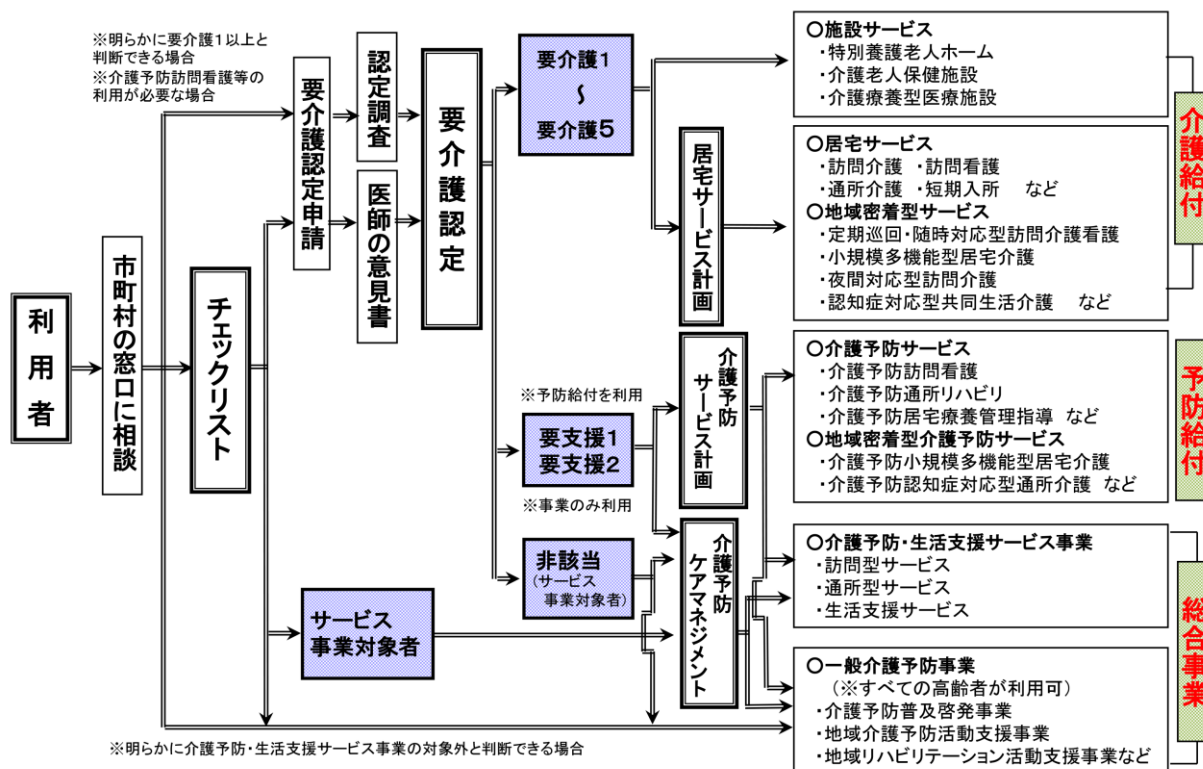 ※明らかに要介護1以上と
判断できる場合
※介護予防訪問看護等の
利用が必要な場合
利用者
市町村の窓口に相談
チェックリスト
要介護認定申請
認定調査
医師の意見書
要介護認定
要介護1
～
要介護5
※予防給付を利用
要支援1
要支援2
※事業のみ利用
非該当
(サービス
事業対象者)
サービス
事業対象者
居宅サービス計画
介護予防
サービス計画
介護予防
ケアマネジメント
○施設サービス
・特別養護老人ホーム
・介護老人保健施設
・介護療養型医療施設
○居宅サービス
・訪問介護 ・訪問看護
・通所介護 ・短期入所 など
○地域密着型サービス
・定期巡回・随時対応型訪問介護看護
・小規模多機能型居宅介護
・夜間対応型訪問介護
・認知症対応型共同生活介護 など
介護給付
○介護予防サービス
・介護予防訪問看護
・介護予防通所リハビリ
・介護予防居宅療養管理指導 など
○地域密着型介護予防サービス
・介護予防小規模多機能型居宅介護
・介護予防認知症対応型通所介護 など
予防給付
○介護予防・生活支援サービス事業
・訪問型サービス
・通所型サービス
・生活支援サービス
○一般介護予防事業
(※すべての高齢者が利用可)
・介護予防普及啓発事業
・地域介護予防活動支援事業
・地域リハビリテーション活動支援事業など
総合事業
※明らかに介護予防・生活支援サービス事業の対象外と判断できる場合